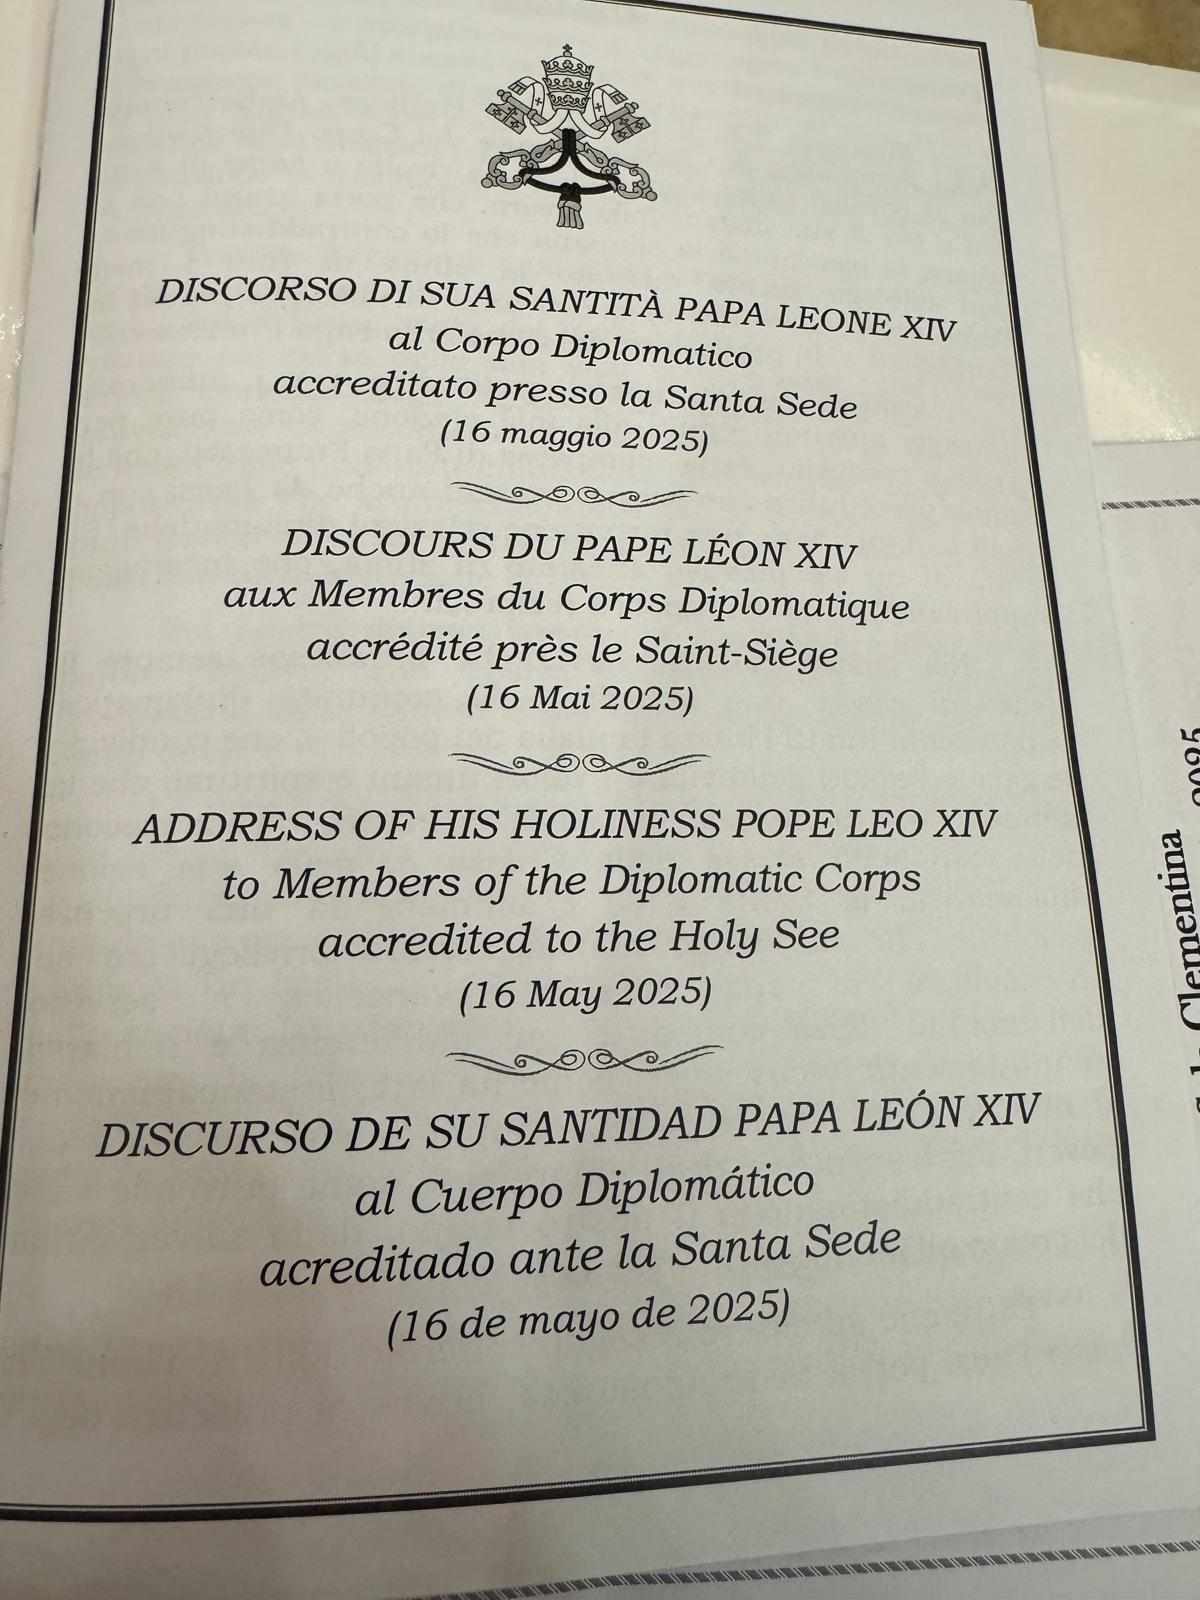 DISCORSO DI SUA SANTITÀ PAPA LEONE XIV
al Corpo Diplomatico
accreditato presso la Santa Sede
(16 maggio 2025)
DISCOURS DU PAPE LÉON XIV
aux Membres du Corps Diplomatique
accrédité près le Saint-Siège
(16 Mai 2025)
ADDRESS OF HIS HOLINESS POPE LEO XIV
to Members of the Diplomatic Corps
accredited to the Holy See
(16 May 2025)
DISCURSO DE SU SANTIDAD PAPA LEÓN XIV
al Cuerpo Diplomático
acreditado ante la Santa Sede
(16 de mayo de 2025)
Clementina